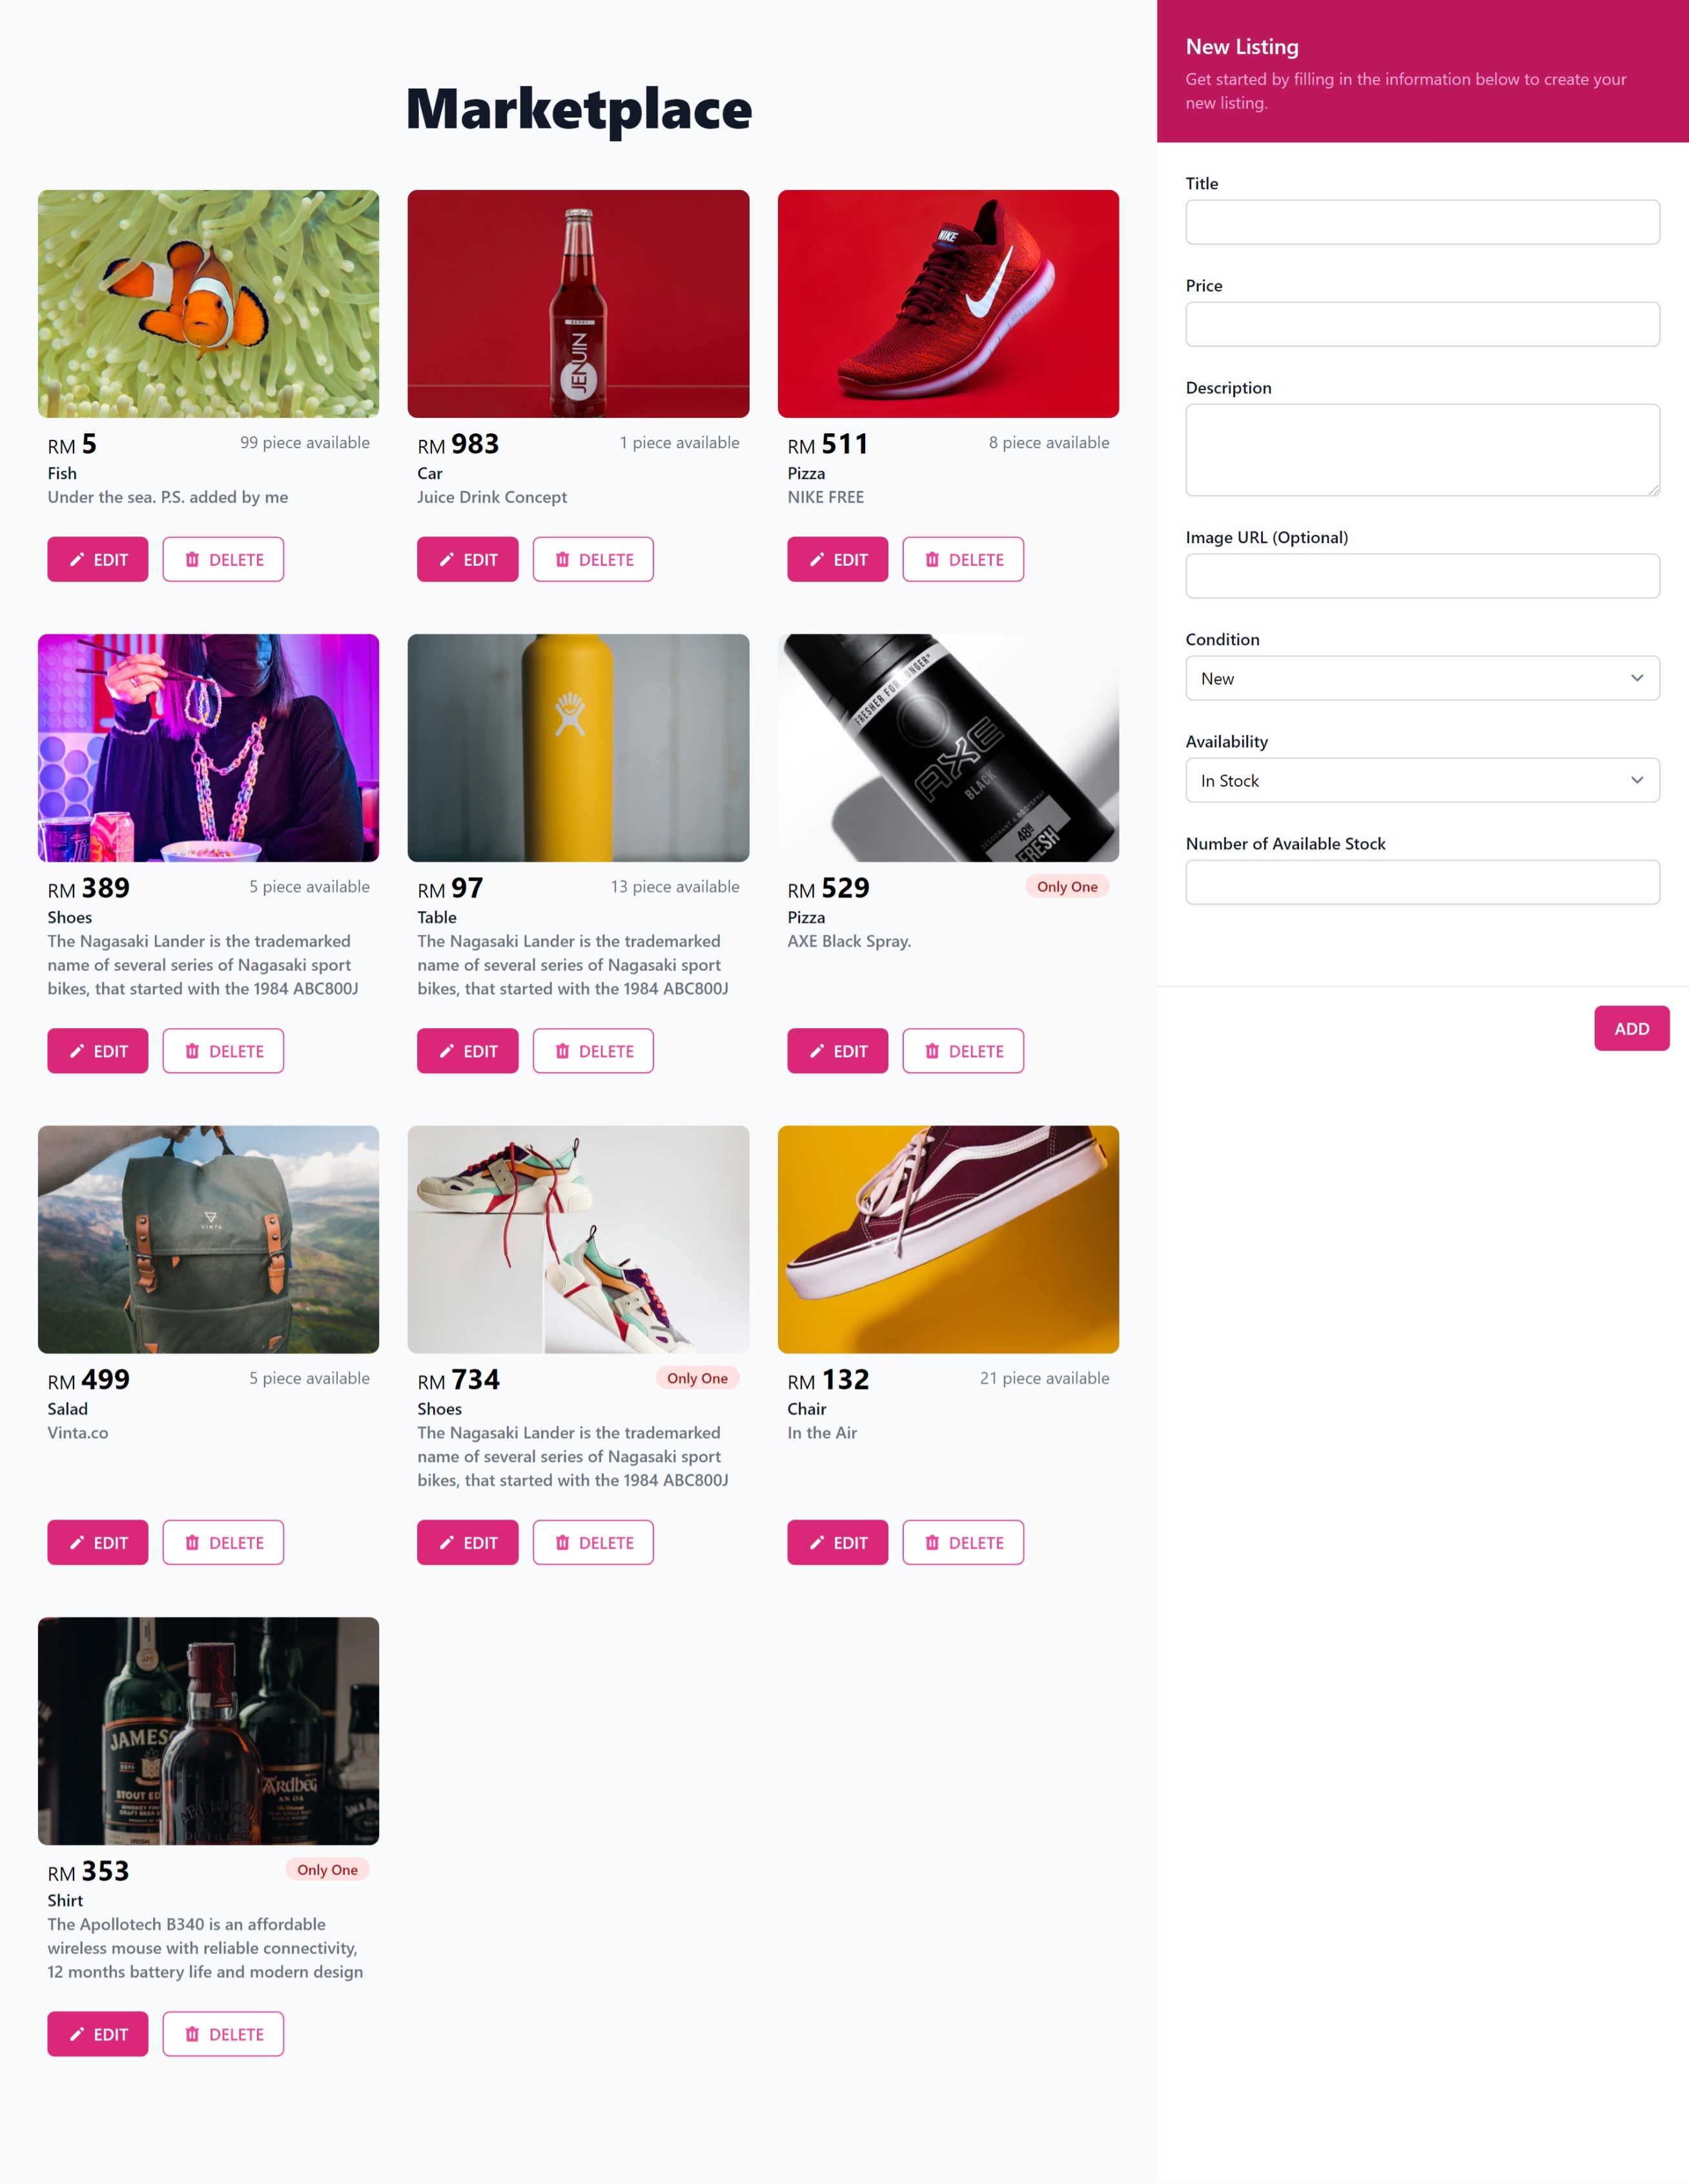 Marketplace
NIKE
JENUIN
RM 5
99 piece available
Fish
Under the sea. P.S. added by me
EDIT
DELETE
RM 983
1 piece available
Car
Juice Drink Concept
EDIT
DELETE
RM 511
8 piece available
Pizza
NIKE FREE
EDIT
DELETE
AXE
BLACK
48H
FRESH
RM 389
5 piece available
Shoes
The Nagasaki Lander is the trademarked
name of several series of Nagasaki sport
bikes, that started with the 1984 ABC800J
EDIT
DELETE
RM 97
13 piece available
Table
The Nagasaki Lander is the trademarked
name of several series of Nagasaki sport
bikes, that started with the 1984 ABC800J
EDIT
DELETE
RM 529
Only One
Pizza
AXE Black Spray.
EDIT
DELETE
VINTA
RM 499
5 piece available
Salad
Vinta.co
EDIT
DELETE
RM 734
Only One
Shoes
The Nagasaki Lander is the trademarked
name of several series of Nagasaki sport
bikes, that started with the 1984 ABC800J
EDIT
DELETE
RM 132
21 piece available
Chair
In the Air
EDIT
DELETE
JAMES
STOUT ED
ARDbeg
AN OA
IRISH
RM 353
Only One
Shirt
The Apollotech B340 is an affordable
wireless mouse with reliable connectivity,
12 months battery life and modern design
EDIT
DELETE
New Listing
Get started by filling in the information below to create your
new listing.
Title
Price
Description
Image URL (Optional)
Condition
New
Availability
In Stock
Number of Available Stock
ADD